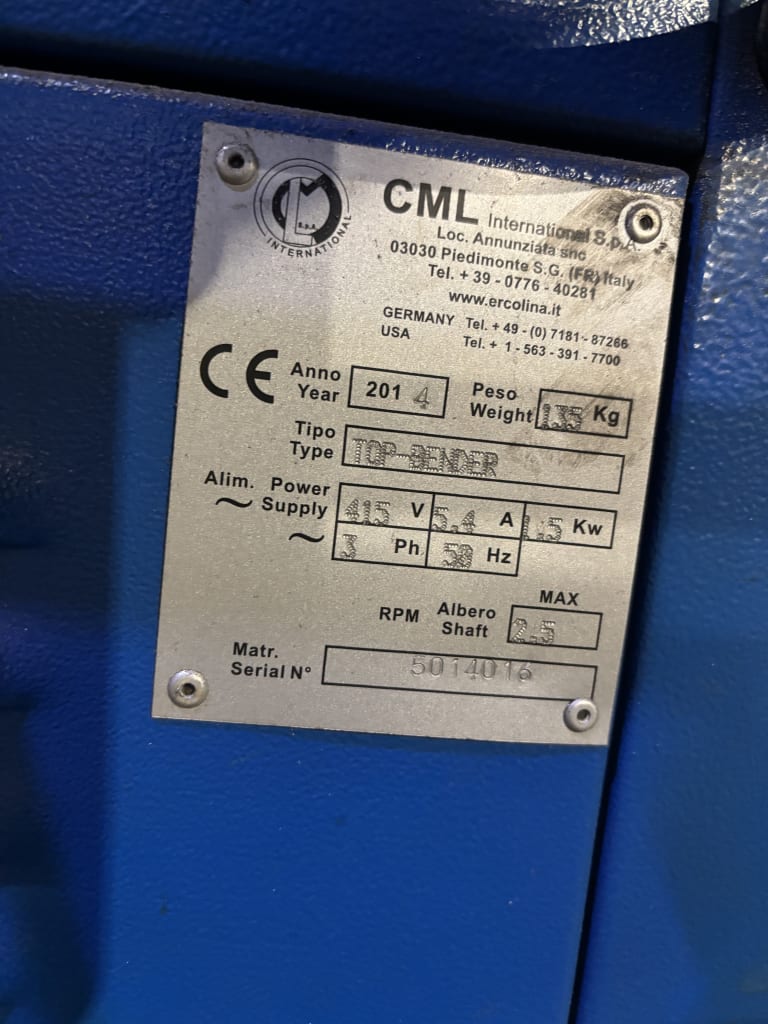 CML International S.p.A.
S.p.A.
INTERNATIONAL
Loc. Annunziata snc
03030 Piedimonte S.G. (FR) Italy
Tel. + 39 - 0776 - 40281
www.ercolina.it
GERMANY Tel. + 49 - (0) 7181 - 87266
USA Tel. + 1 - 563 - 391 - 7700
CE
Anno
Year 2014
Peso
Weight 135 Kg
Tipo
Type TOP-BENDER
Alim. Power
~ Supply 415 V 5.4 A 1.5 Kw
~ 3 Ph 50 Hz
MAX
RPM Albero
Shaft 2.5
Matr.
Serial N° 5014016